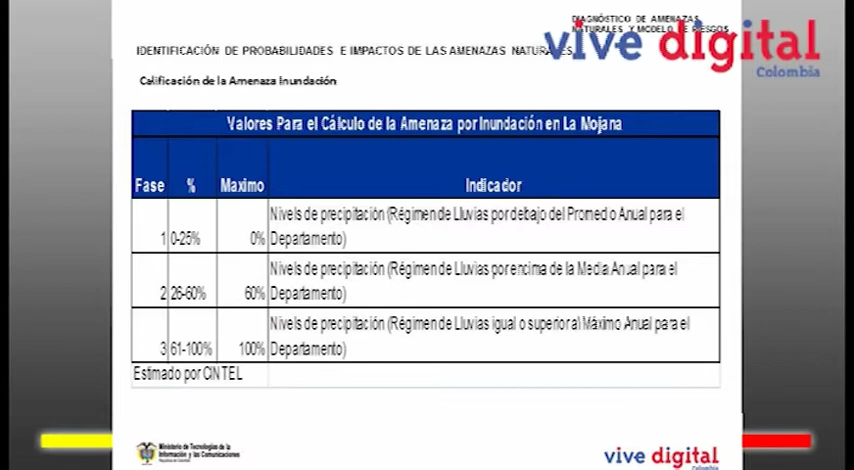 DIAGNÓSTICO DE AMENAZAS
NATURALES Y MODELO DE RIESGOS
vive digital
Colombia
IDENTIFICACIÓN DE PROBABILIDADES E IMPACTOS DE LAS AMENAZAS NATURALES
Calificación de la Amenaza Inundación
Valores Para el Cálculo de la Amenaza por Inundación en La Mojana
Fase % Maximo Indicador
Nivels de precipitación (Régimen de Lluvias por debajo del Promedio Anual para el
1 0-25% 0% Departamento)
Nivels de precipitación (Régimen de Lluvias por encima de la Media Anual para el
2 26-60% 60% Departamento)
Nivels de precipitación (Régimen de Lluvias igual o superior al Máximo Anual para el
3 61-100% 100% Departamento)
Estimado por CINTEL
Ministerio de Tecnologías de la
Información y las Comunicaciones
República de Colombia
vive digital
Colombia